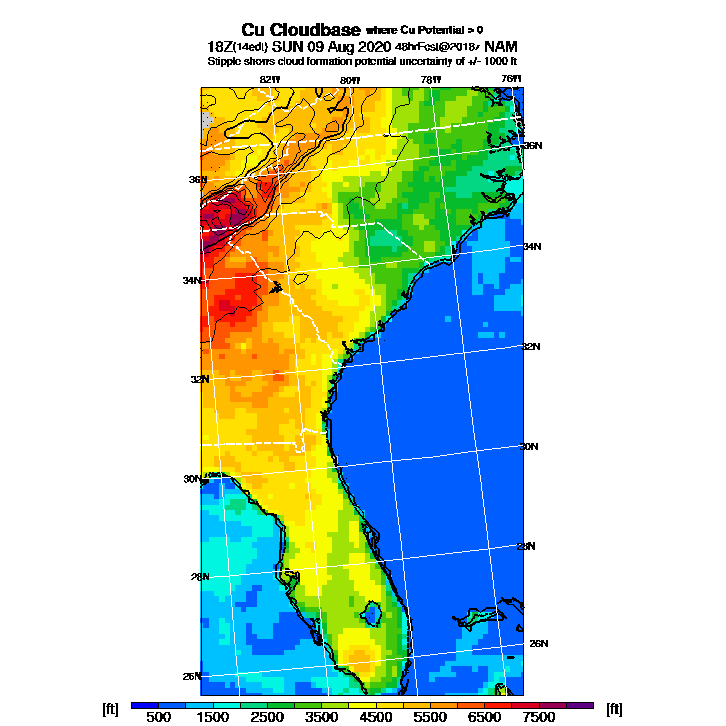 Cu Cloudbase where Cu Potential > 0
18Z(14edt) SUN 09 Aug 2020 48hrFcst@2018z NAM
Stipple shows cloud formation potential uncertainty of +/- 1000 ft
82W 80W 78W 76W
36N 36N
34N 34N
32N 32N
30N 30N
28N 28N
26N 26N
[ft] 500 1500 2500 3500 4500 5500 6500 7500 [ft]